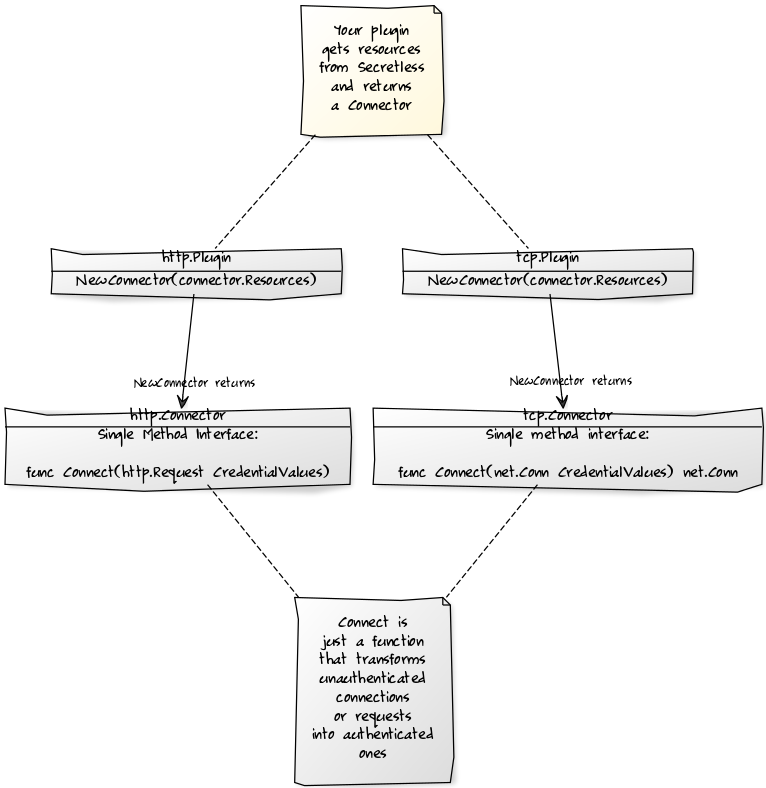 Your plugin
gets resources
from Secretless
and returns
a Connector
http.Plugin
NewConnector(connector.Resources)
tcp.Plugin
NewConnector(connector.Resources)
NewConnector returns
NewConnector returns
http.Connector
Single Method Interface:
func Connect(http.Request CredentialValues)
tcp.Connector
Single method interface:
func Connect(net.Conn CredentialValues) net.Conn
Connect is
just a function
that transforms
unauthenticated
connections
or requests
into authenticated
ones